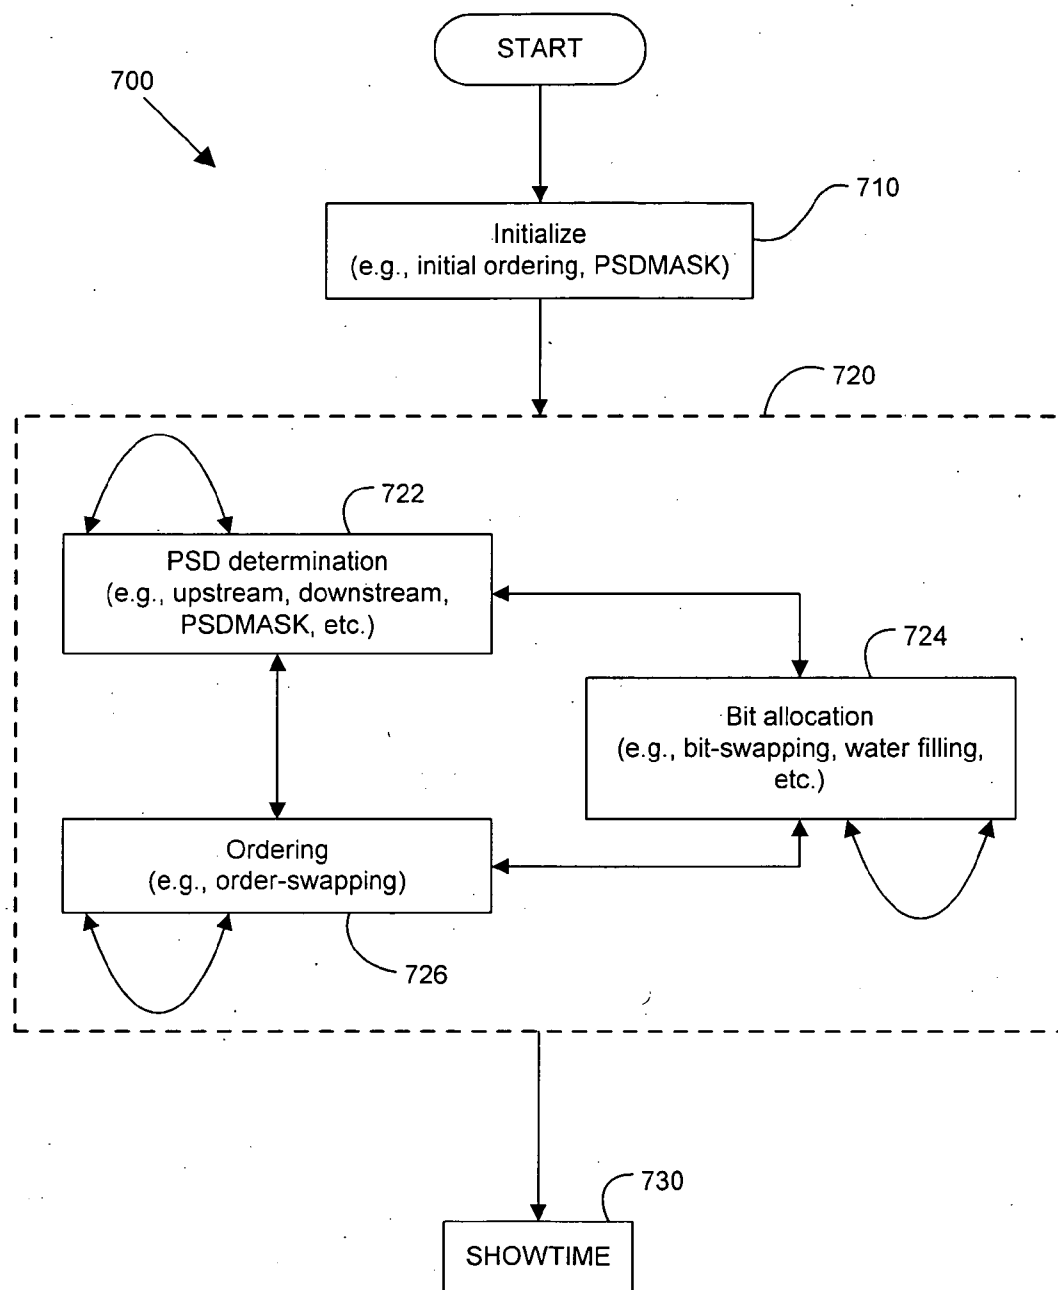 START
700
710
Initialize
(e.g., initial ordering, PSDMASK)
720
722
PSD determination
(e.g., upstream, downstream,
PSDMASK, etc.)
724
Bit allocation
(e.g., bit-swapping, water filling,
etc.)
Ordering
(e.g., order-swapping)
726
730
SHOWTIME